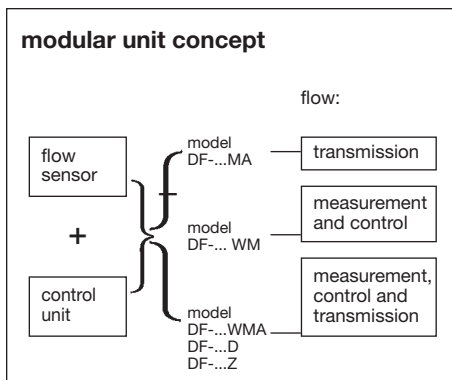 modular unit concept
flow:
flow
sensor
+
control
unit
model
DF-...MA
transmission
model
DF-... WM
measurement
and control
model
DF-...WMA
DF-...D
DF-...Z
measurement,
control and
transmission